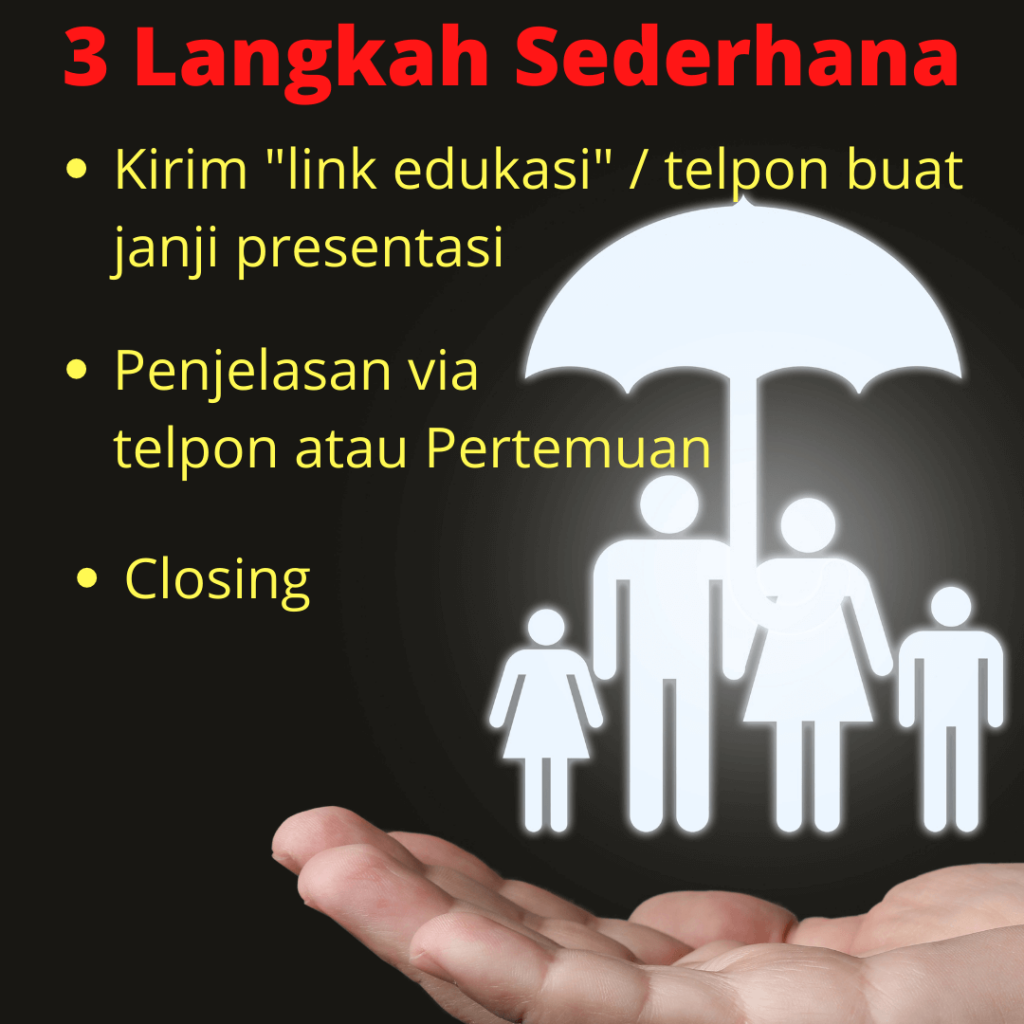 3 Langkah Sederhana
• Kirim "link edukasi" / telpon buat
janji presentasi
• Penjelasan via
telpon atau Pertemuan
• Closing